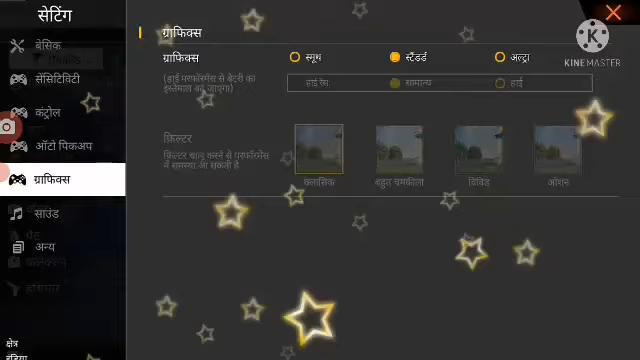 सेटिंग
ग्राफिक्स
KINEMASTER
बेसिक
सेंसिटिविटी
कंट्रोल
ऑटो पिकअप
ग्राफिक्स
साउंड
अन्य
ग्राफिक्स
स्मूथ
स्टैंडर्ड
अल्ट्रा
(हाई परफॉरमेंस से बैटरी का
इस्तेमाल बढ़ जाएगा)
हाई रेस:
सामान्य
हाई
फ़िल्टर
फ़िल्टर चालू करने से परफॉरमेंस
में समस्या आ सकती है
क्लासिक
बहुत चमकीला
विविड
ओशन
क्षेत्र
इंडिया